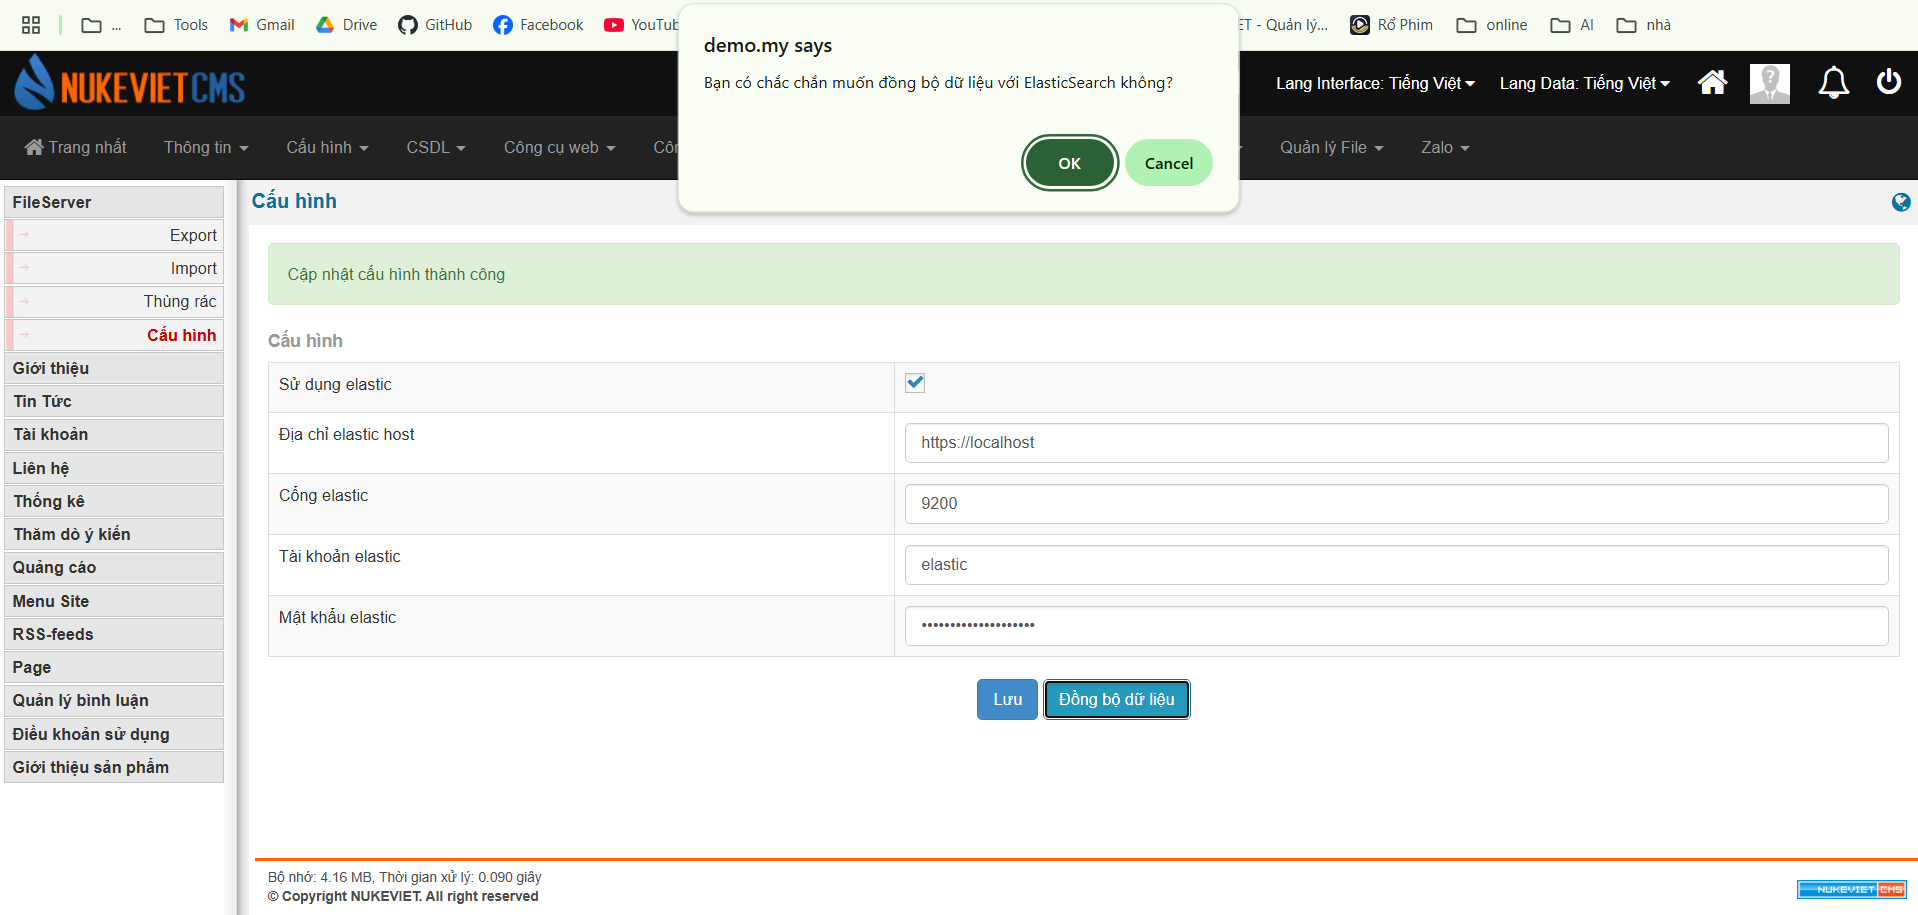 ...
Tools
Gmail
Drive
GitHub
Facebook
YouTub
ET - Quản lý...
Rổ Phim
online
AI
nhà
demo.my says
Bạn có chắc chắn muốn đồng bộ dữ liệu với ElasticSearch không?
OK
Cancel
NUKEVIETCMS
Lang Interface: Tiếng Việt
Lang Data: Tiếng Việt
Trang nhất
Thông tin
Cấu hình
CSDL
Công cụ web
Côn
Quản lý File
Zalo
FileServer
Export
Import
Thùng rác
Cấu hình
Giới thiệu
Tin Tức
Tài khoản
Liên hệ
Thống kê
Thăm dò ý kiến
Quảng cáo
Menu Site
RSS-feeds
Page
Quản lý bình luận
Điều khoản sử dụng
Giới thiệu sản phẩm
Cấu hình
Cập nhật cấu hình thành công
Cấu hình
Sử dụng elastic
Địa chỉ elastic host
https://localhost
Cổng elastic
9200
Tài khoản elastic
elastic
Mật khẩu elastic
••••••••••••••••••••
Lưu
Đồng bộ dữ liệu
Bộ nhớ: 4.16 MB, Thời gian xử lý: 0.090 giây
© Copyright NUKEVIET. All right reserved
NUKEVIET CMS